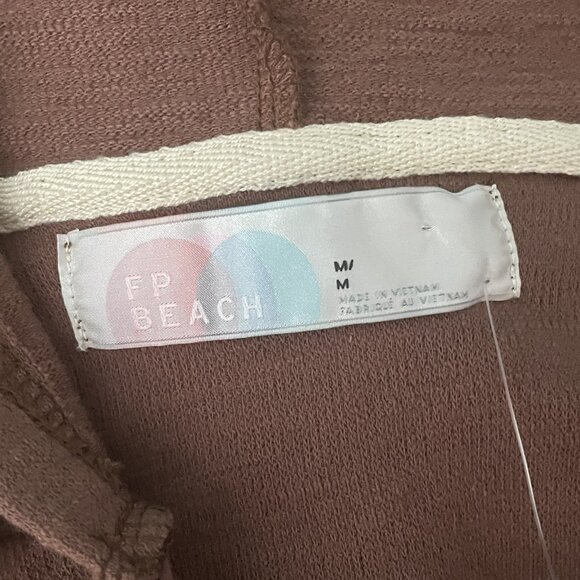 FP
BEACH
M/
M
MADE IN VIETNAM
FABRIQUÉ AU VIETNAM